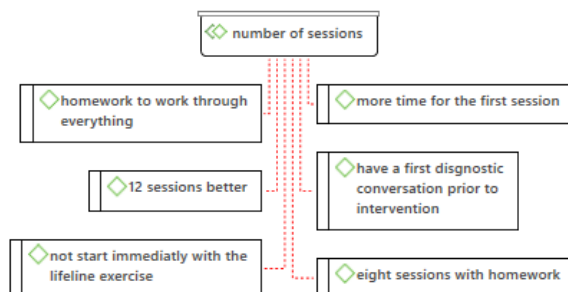 number of sessions
homework to work through
everything
more time for the first session
12 sessions better
have a first disgnostic
conversation prior to
intervention
not start immediatly with the
lifeline exercise
eight sessions with homework